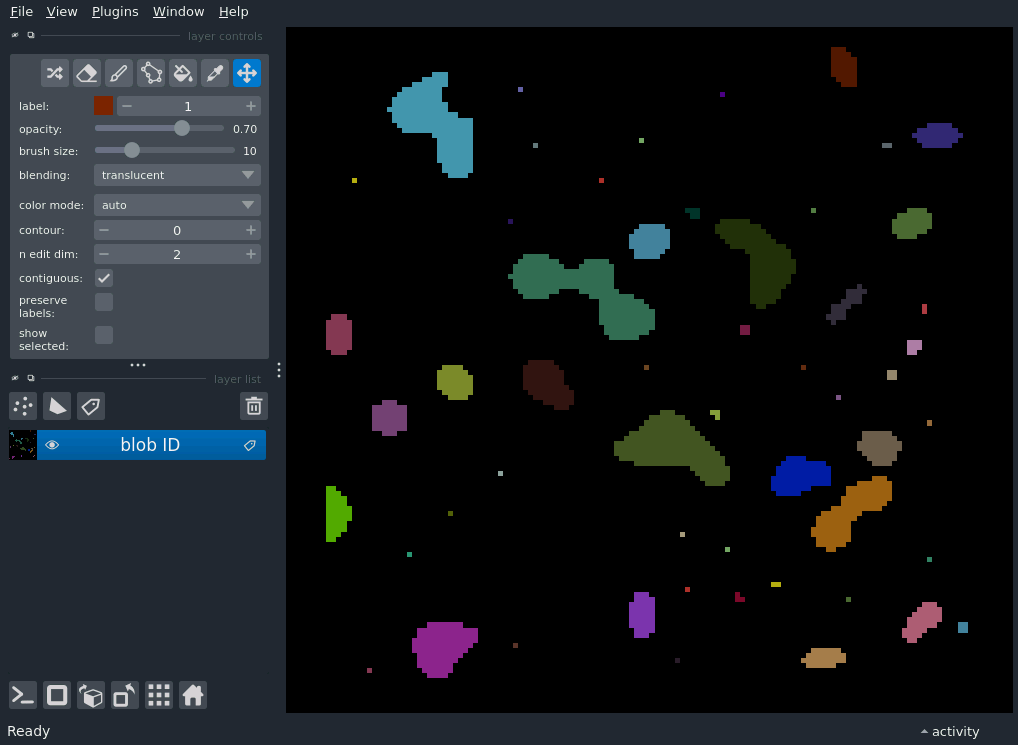 File View Plugins Window Help
layer controls
label: 1
opacity: 0.70
brush size: 10
blending: translucent
color mode: auto
contour: 0
n edit dim: 2
contiguous:
preserve
labels:
show
selected:
layer list
blob ID
Ready
activity